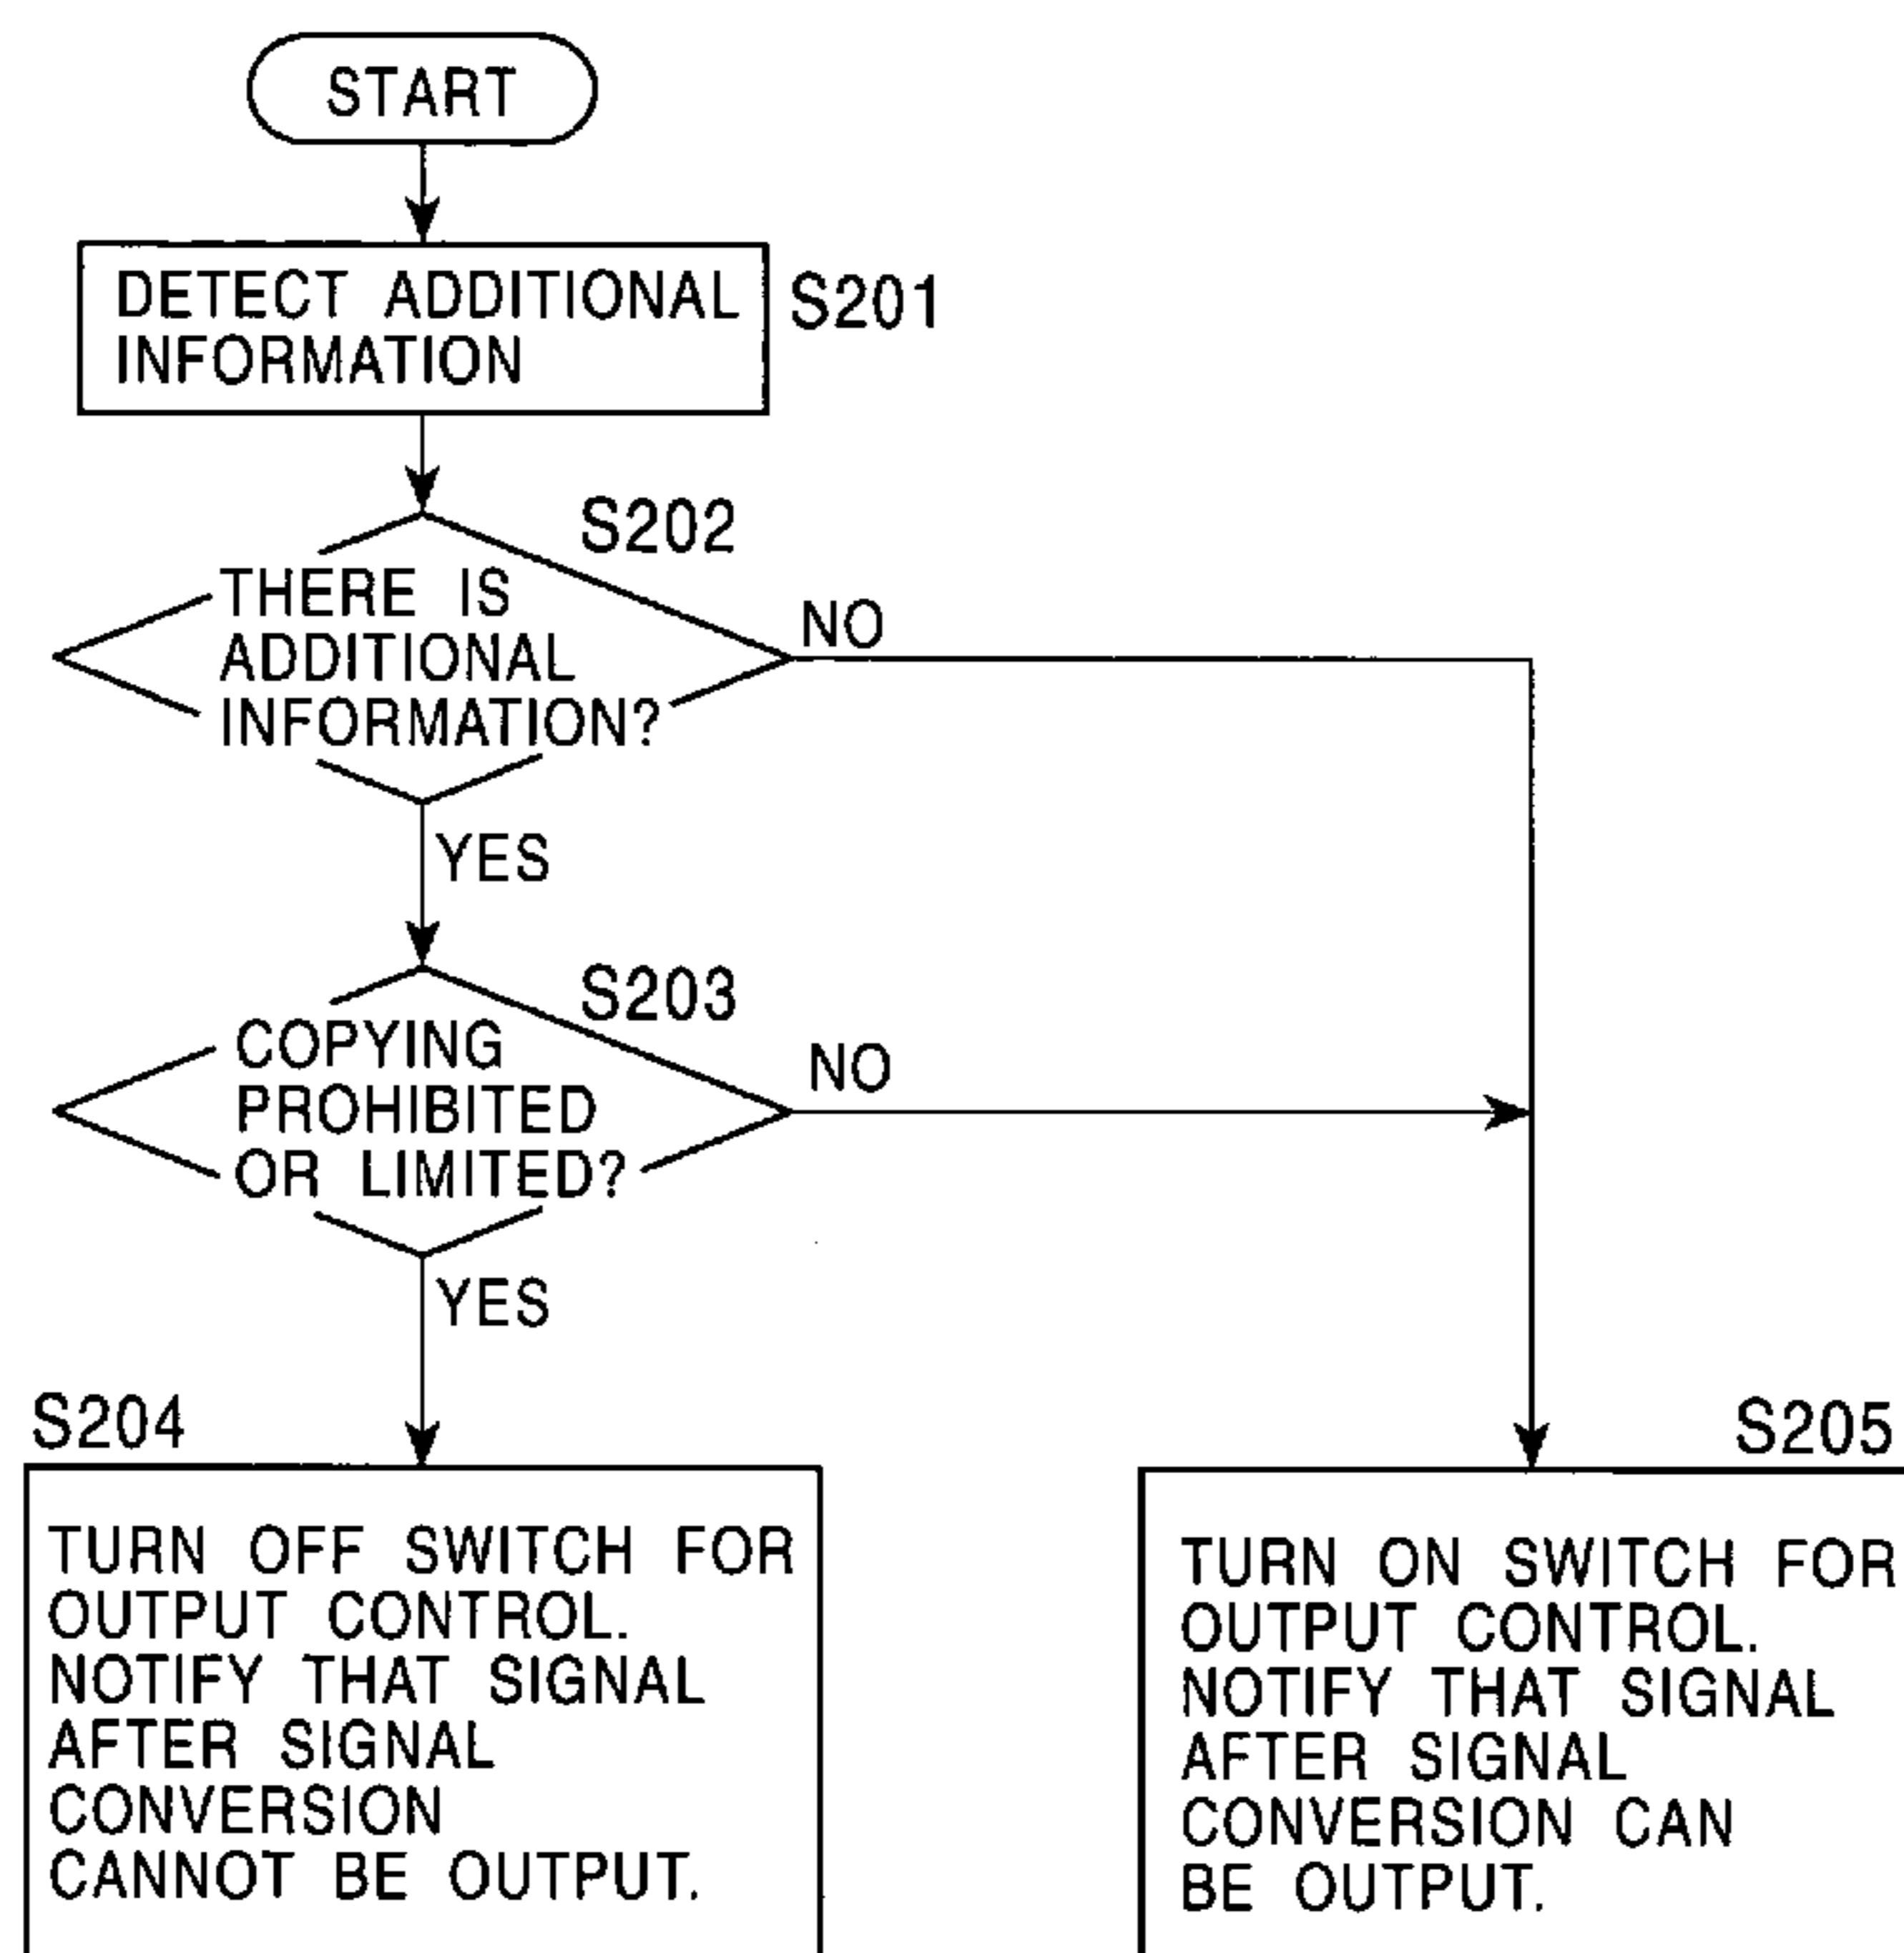 START
DETECT ADDITIONAL
INFORMATION
S201
S202
THERE IS
ADDITIONAL
INFORMATION?
NO
YES
S203
COPYING
PROHIBITED
OR LIMITED?
NO
YES
S204
TURN OFF SWITCH FOR
OUTPUT CONTROL.
NOTIFY THAT SIGNAL
AFTER SIGNAL
CONVERSION
CANNOT BE OUTPUT.
S205
TURN ON SWITCH FOR
OUTPUT CONTROL.
NOTIFY THAT SIGNAL
AFTER SIGNAL
CONVERSION CAN
BE OUTPUT.